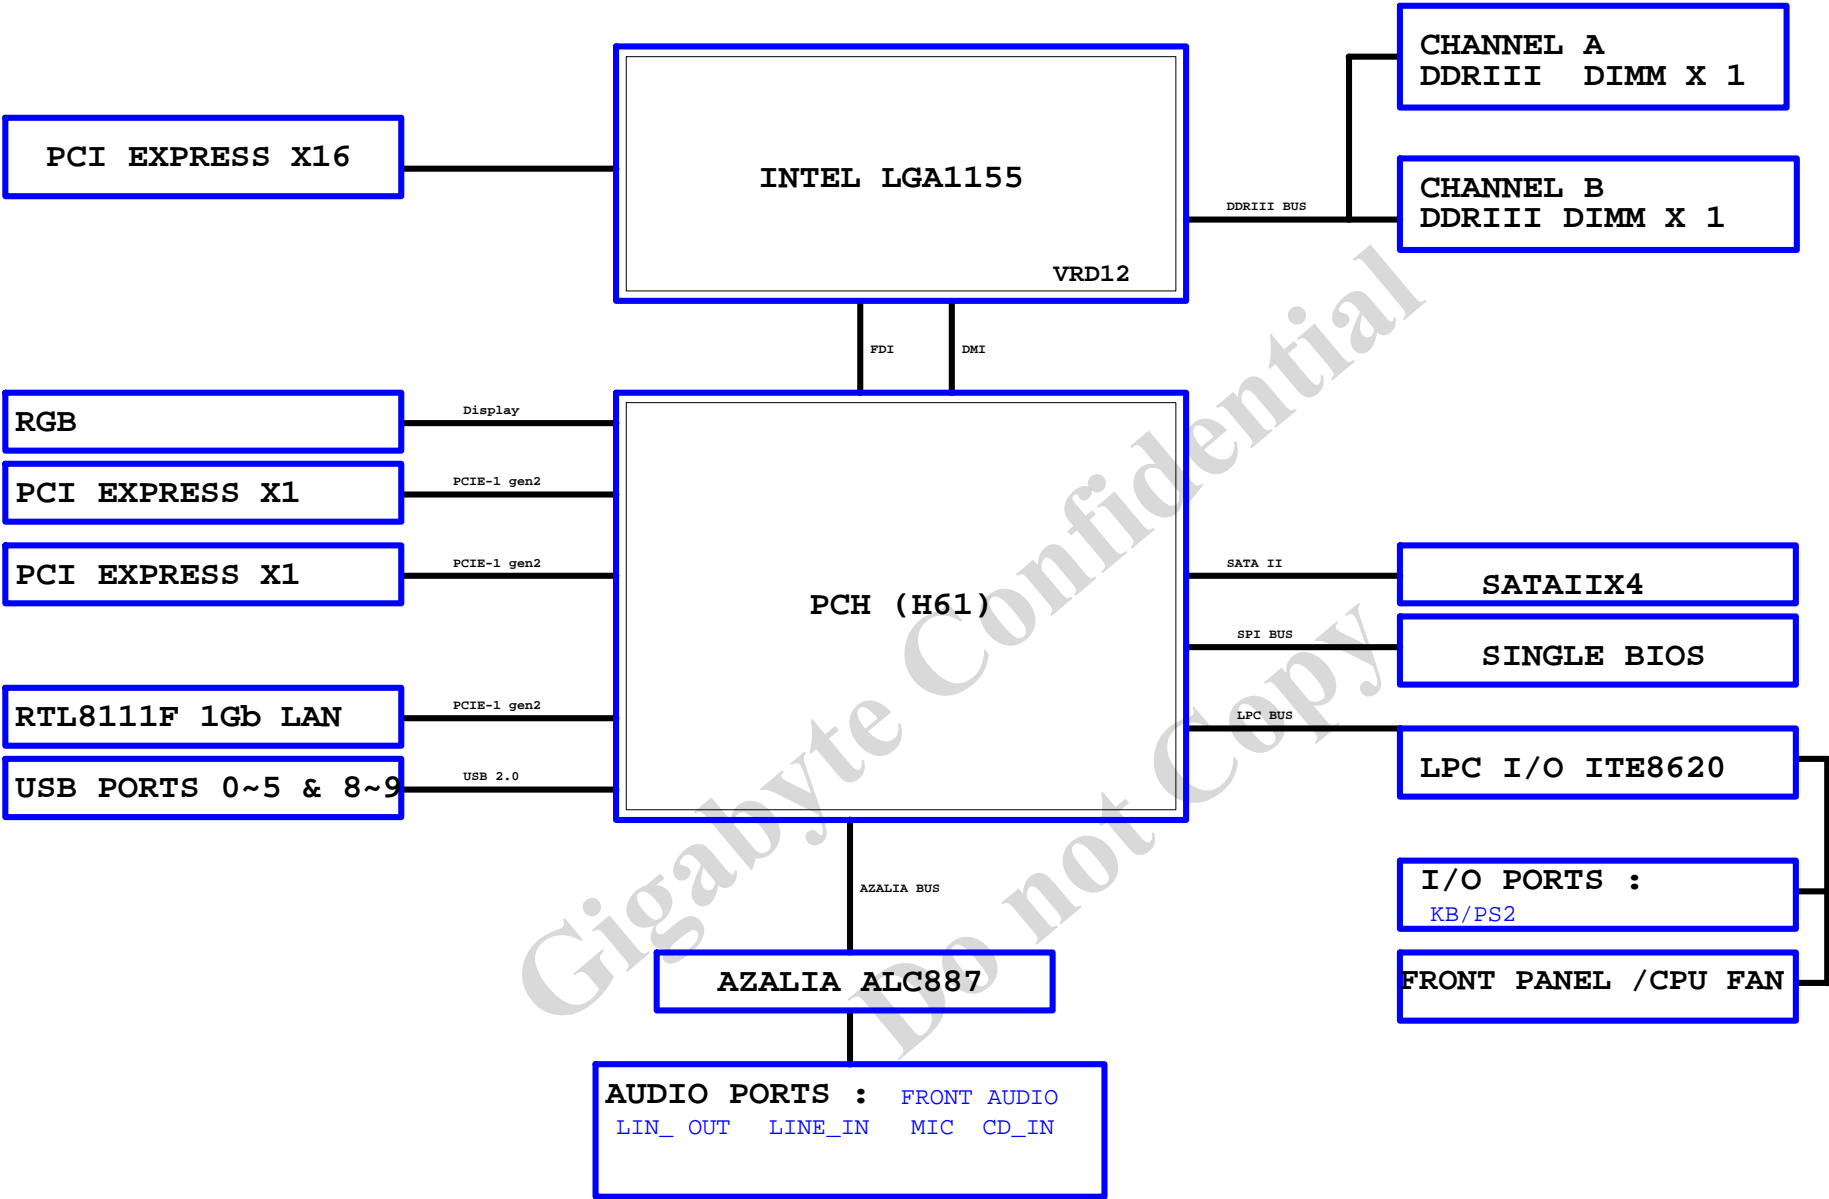 CHANNEL A
DDRIII DIMM X 1
PCI EXPRESS X16
INTEL LGA1155
VRD12
DDRIII BUS
CHANNEL B
DDRIII DIMM X 1
FDI
DMI
RGB
Display
PCI EXPRESS X1
PCIE-1 gen2
PCI EXPRESS X1
PCIE-1 gen2
PCH (H61)
SATA II
SATAIIX4
SPI BUS
SINGLE BIOS
RTL8111F 1Gb LAN
PCIE-1 gen2
LPC BUS
LPC I/O ITE8620
USB PORTS 0~5 & 8~9
USB 2.0
I/O PORTS :
KB/PS2
AZALIA BUS
AZALIA ALC887
FRONT PANEL /CPU FAN
AUDIO PORTS : FRONT AUDIO
LIN_ OUT LINE_IN MIC CD_IN
Gigabyte Confidential
Do not Copy